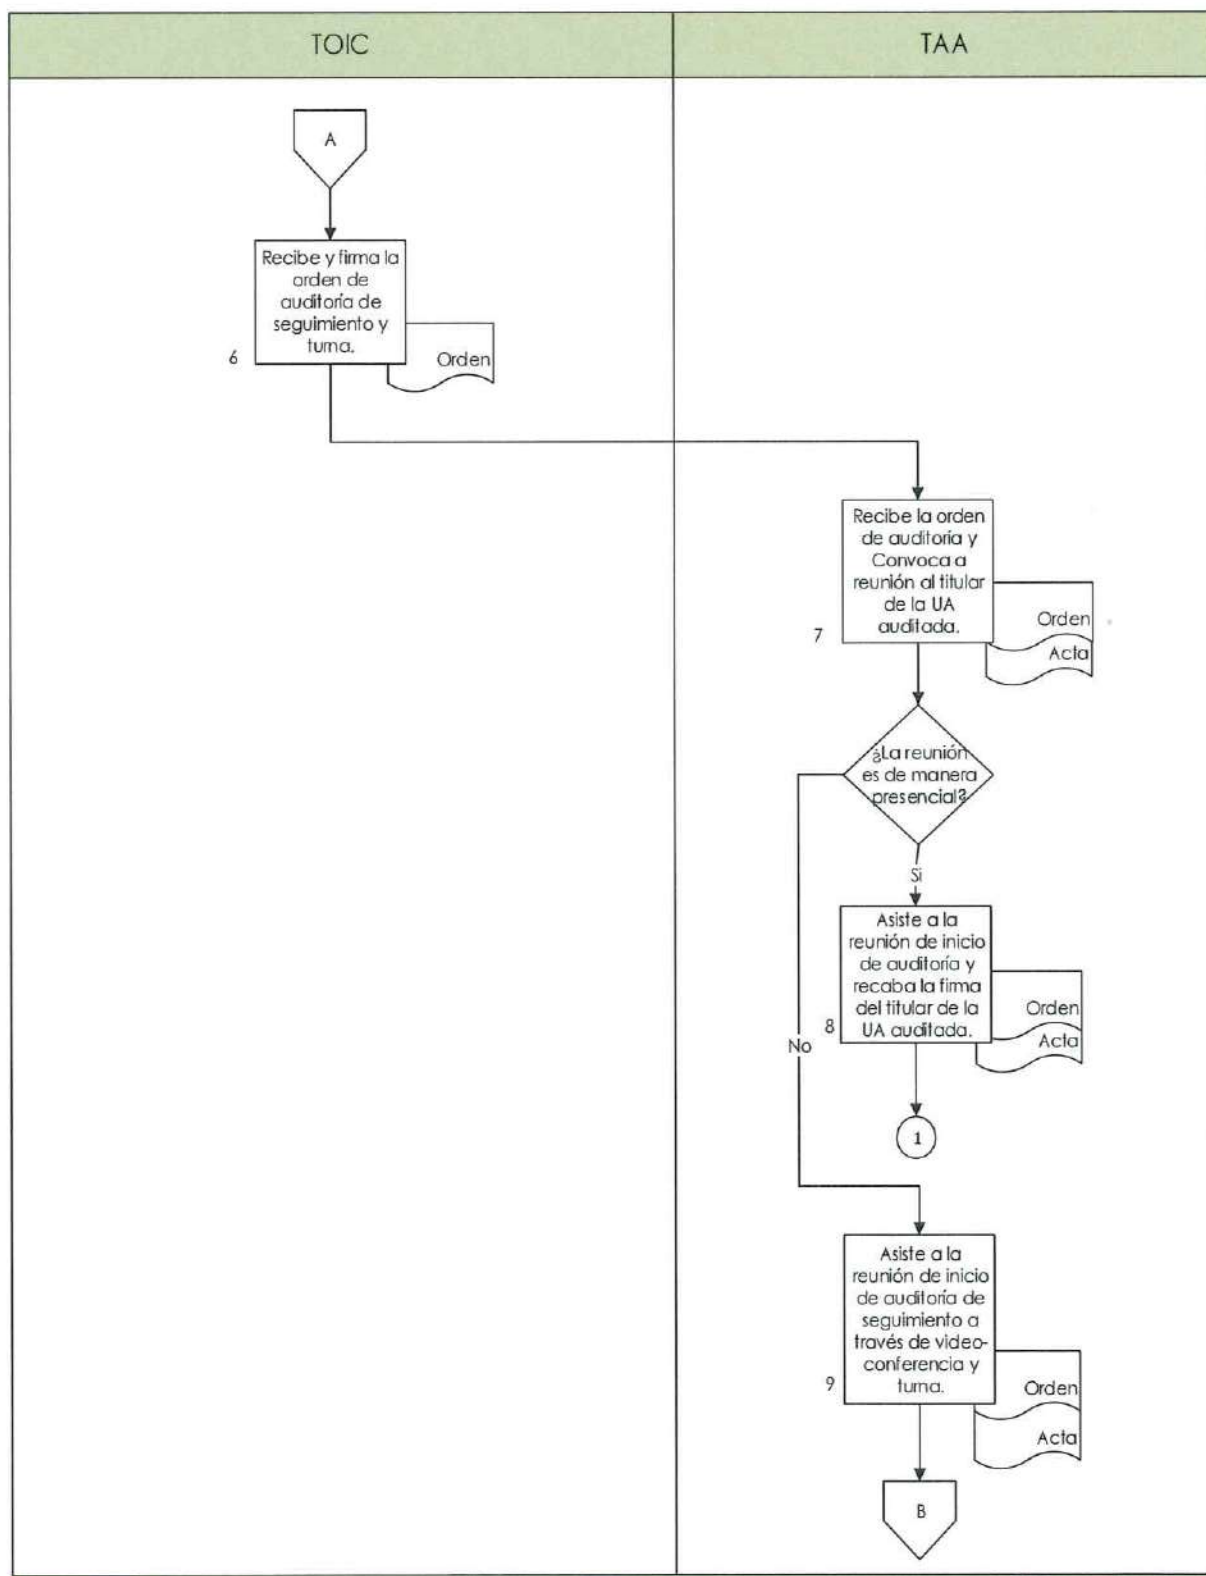 TOIC
TAA
A
Recibe y firma la
orden de
auditoría de
seguimiento y
turna.
6
Orden
Recibe la orden
de auditoría y
Convoca a
reunión al titular
de la UA
auditada.
7
Orden
Acta
¿La reunión
es de manera
presencial?
Si
Asiste a la
reunión de inicio
de auditoría y
recaba la firma
del titular de la
UA auditada.
8
Orden
Acta
No
1
Asiste a la
reunión de inicio
de auditoría de
seguimiento a
través de video-
conferencia y
turna.
9
Orden
Acta
B